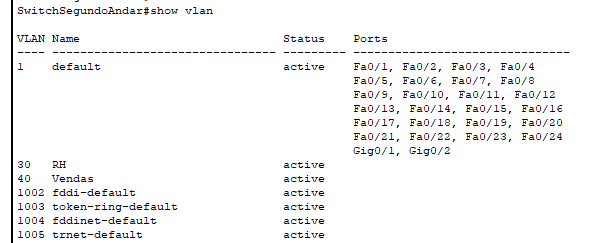 SwitchSegundoAndar#show vlan
VLAN Name                             Status    Ports
---- -------------------------------- --------- -------------------------------
1    default                          active    Fa0/1, Fa0/2, Fa0/3, Fa0/4
                                                Fa0/5, Fa0/6, Fa0/7, Fa0/8
                                                Fa0/9, Fa0/10, Fa0/11, Fa0/12
                                                Fa0/13, Fa0/14, Fa0/15, Fa0/16
                                                Fa0/17, Fa0/18, Fa0/19, Fa0/20
                                                Fa0/21, Fa0/22, Fa0/23, Fa0/24
                                                Gig0/1, Gig0/2
30   RH                               active
40   Vendas                           active
1002 fddi-default                     active
1003 token-ring-default               active
1004 fddinet-default                  active
1005 trnet-default                    active